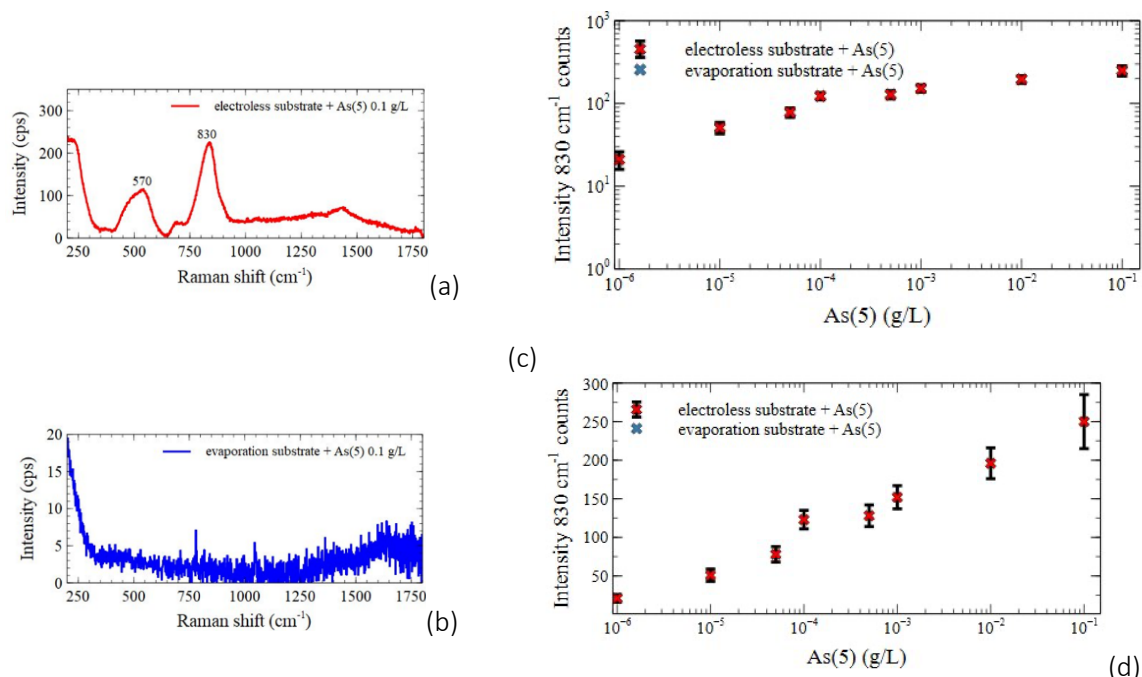 350
300
200
100
0
Intensity (cps)
electroless substrate + As(5) 0.1 g/L
570
830
250 500 750 1000 1250 1500 1750
Raman shift (cm⁻¹)
(a)
10³
10²
10¹
10⁰
Intensity 830 cm⁻¹ counts
electroless substrate + As(5)
evaporation substrate + As(5)
10⁻⁶ 10⁻⁵ 10⁻⁴ 10⁻³ 10⁻² 10⁻¹
As(5) (g/L)
(c)
20
15
10
5
0
Intensity (cps)
evaporation substrate + As(5) 0.1 g/L
250 500 750 1000 1250 1500 1750
Raman shift (cm⁻¹)
(b)
300
250
200
150
100
50
Intensity 830 cm⁻¹ counts
electroless substrate + As(5)
evaporation substrate + As(5)
10⁻⁶ 10⁻⁵ 10⁻⁴ 10⁻³ 10⁻² 10⁻¹
As(5) (g/L)
(d)